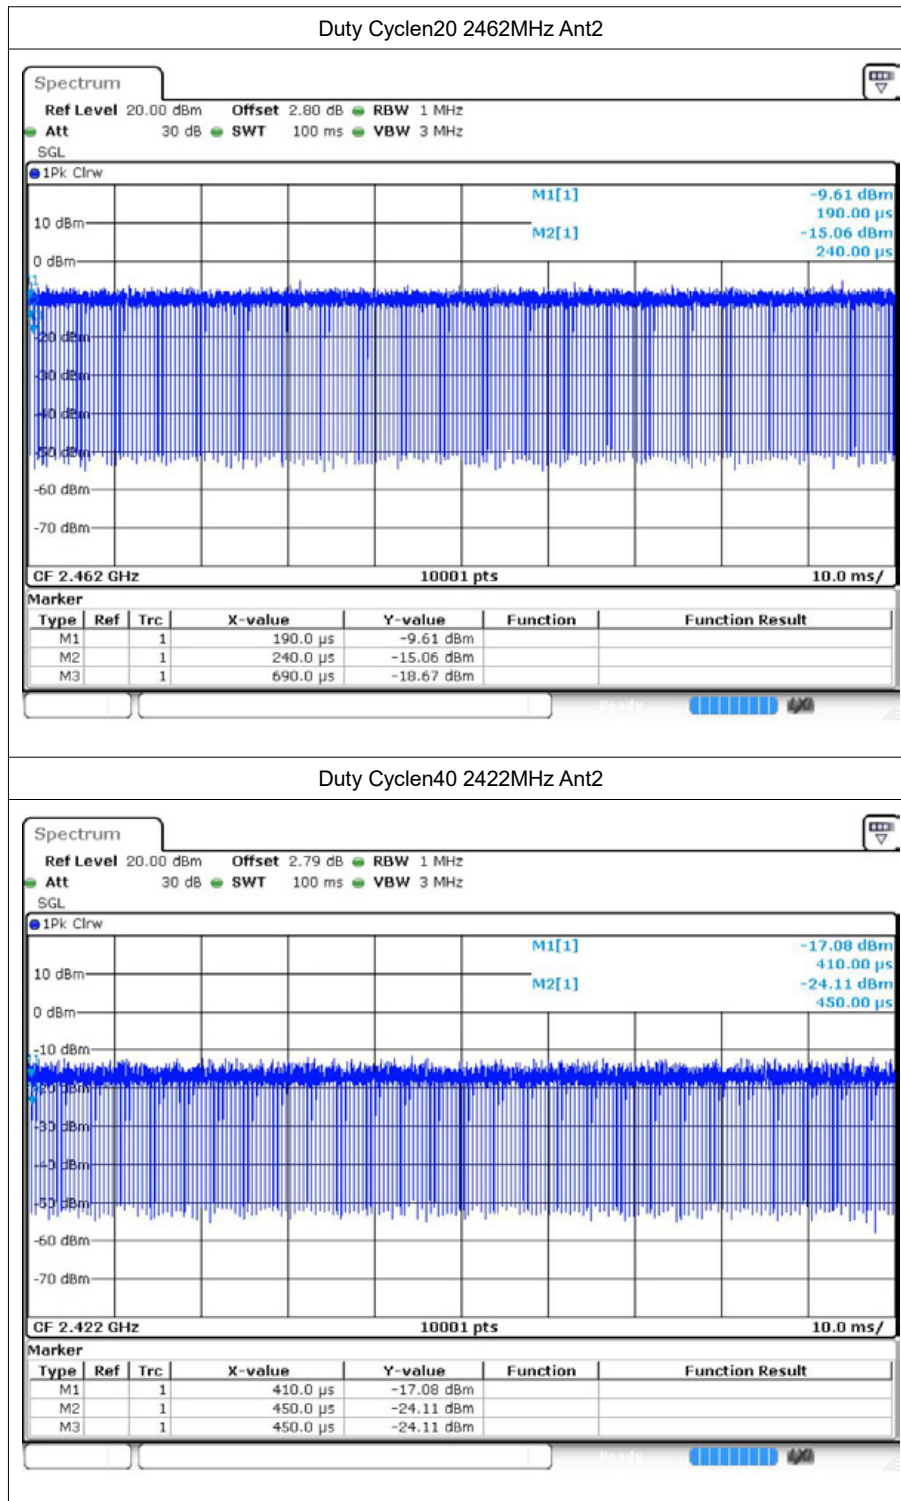 Duty Cyclen20 2462MHz Ant2
Spectrum
Ref Level 20.00 dBm Offset 2.80 dB RBW 1 MHz
Att 30 dB SWT 100 ms VBW 3 MHz
SGL
1Pk Clrw
M1[1] -9.61 dBm
190.00 µs
10 dBm
M2[1] -15.06 dBm
240.00 µs
0 dBm
-20 dBm
-30 dBm
-40 dBm
-50 dBm
-60 dBm
-70 dBm
CF 2.462 GHz 10001 pts 10.0 ms/
Marker
Type Ref Trc X-value Y-value Function Function Result
M1 1 190.0 µs -9.61 dBm
M2 1 240.0 µs -15.06 dBm
M3 1 690.0 µs -18.67 dBm
Ready
Duty Cyclen40 2422MHz Ant2
Spectrum
Ref Level 20.00 dBm Offset 2.79 dB RBW 1 MHz
Att 30 dB SWT 100 ms VBW 3 MHz
SGL
1Pk Clrw
M1[1] -17.08 dBm
410.00 µs
10 dBm
M2[1] -24.11 dBm
450.00 µs
0 dBm
-10 dBm
-20 dBm
-30 dBm
-40 dBm
-50 dBm
-60 dBm
-70 dBm
CF 2.422 GHz 10001 pts 10.0 ms/
Marker
Type Ref Trc X-value Y-value Function Function Result
M1 1 410.0 µs -17.08 dBm
M2 1 450.0 µs -24.11 dBm
M3 1 450.0 µs -24.11 dBm
Ready